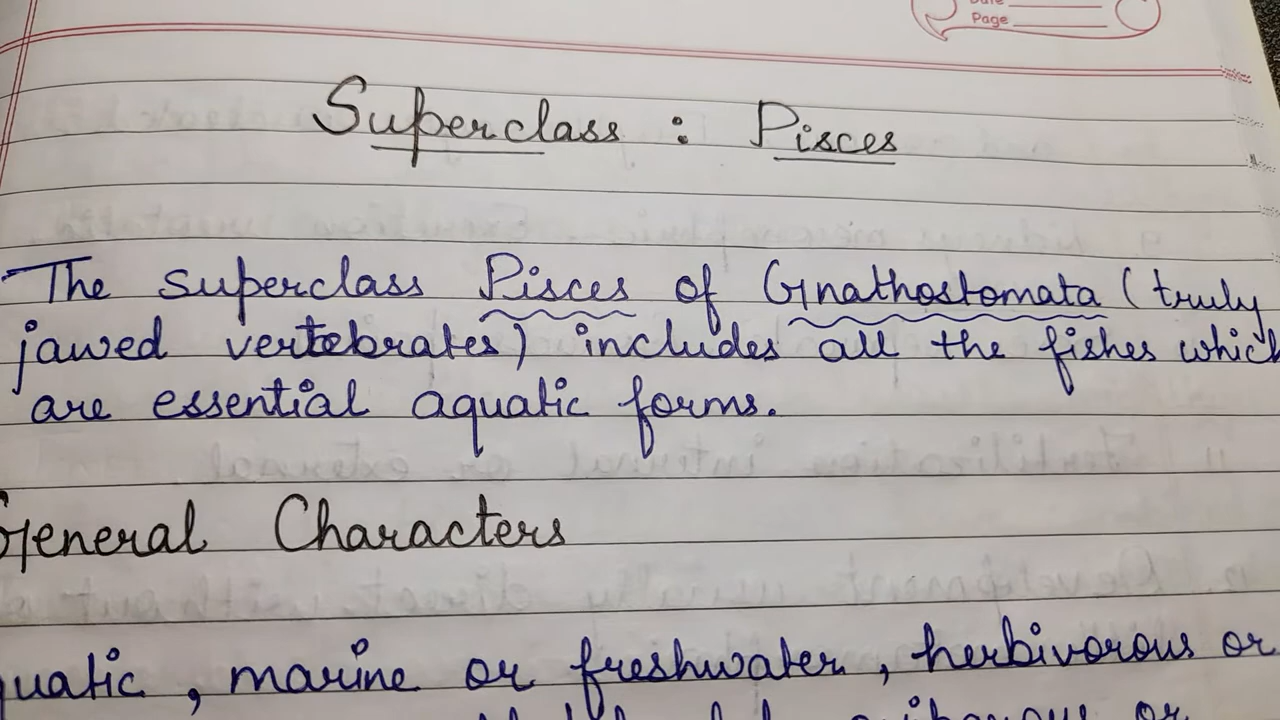 Page
Superclass : Pisces
The superclass Pisces of Gnathostomata (truly
jawed vertebrates) includes all the fishes which
are essential aquatic forms.
General Characters
quatic, marine or freshwater, herbivorous or